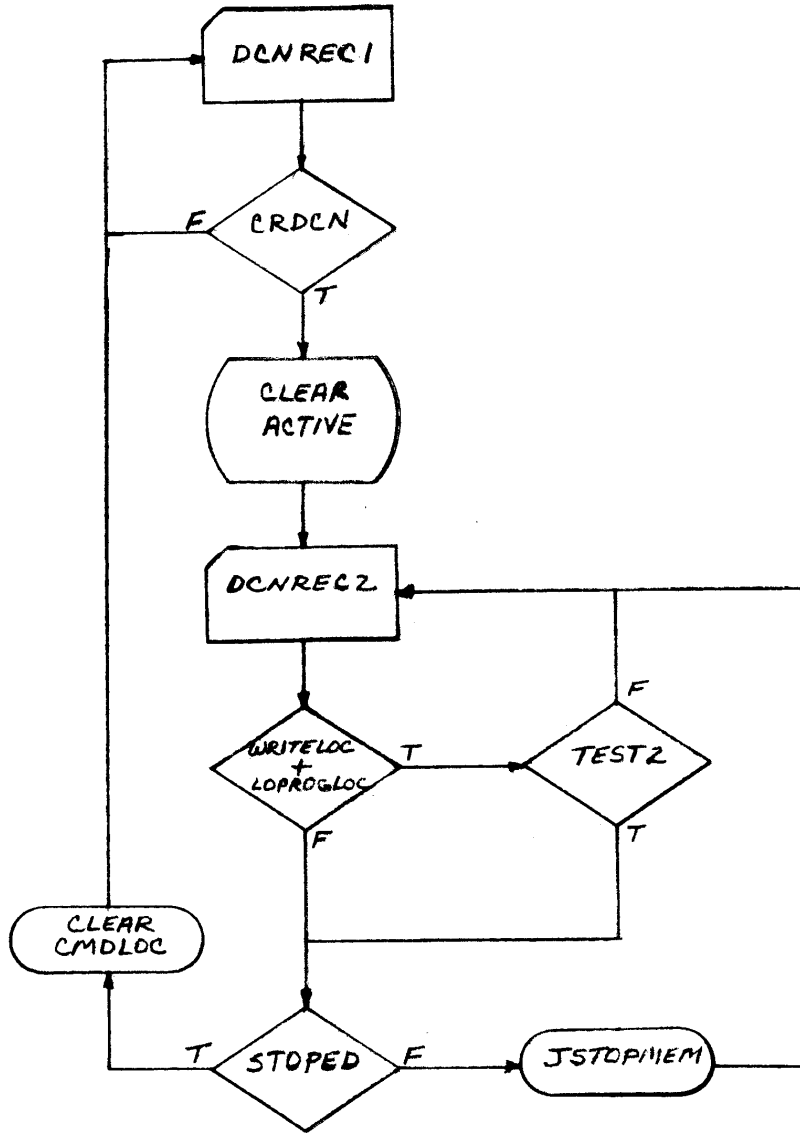 DCNREC1
CRDCN
F
T
CLEAR
ACTIVE
DCNREC2
F
WRITELOC
+
LOPROGLOC
T
TEST2
F
T
CLEAR
CMDLOC
T
STOPED
F
JSTOPMEM